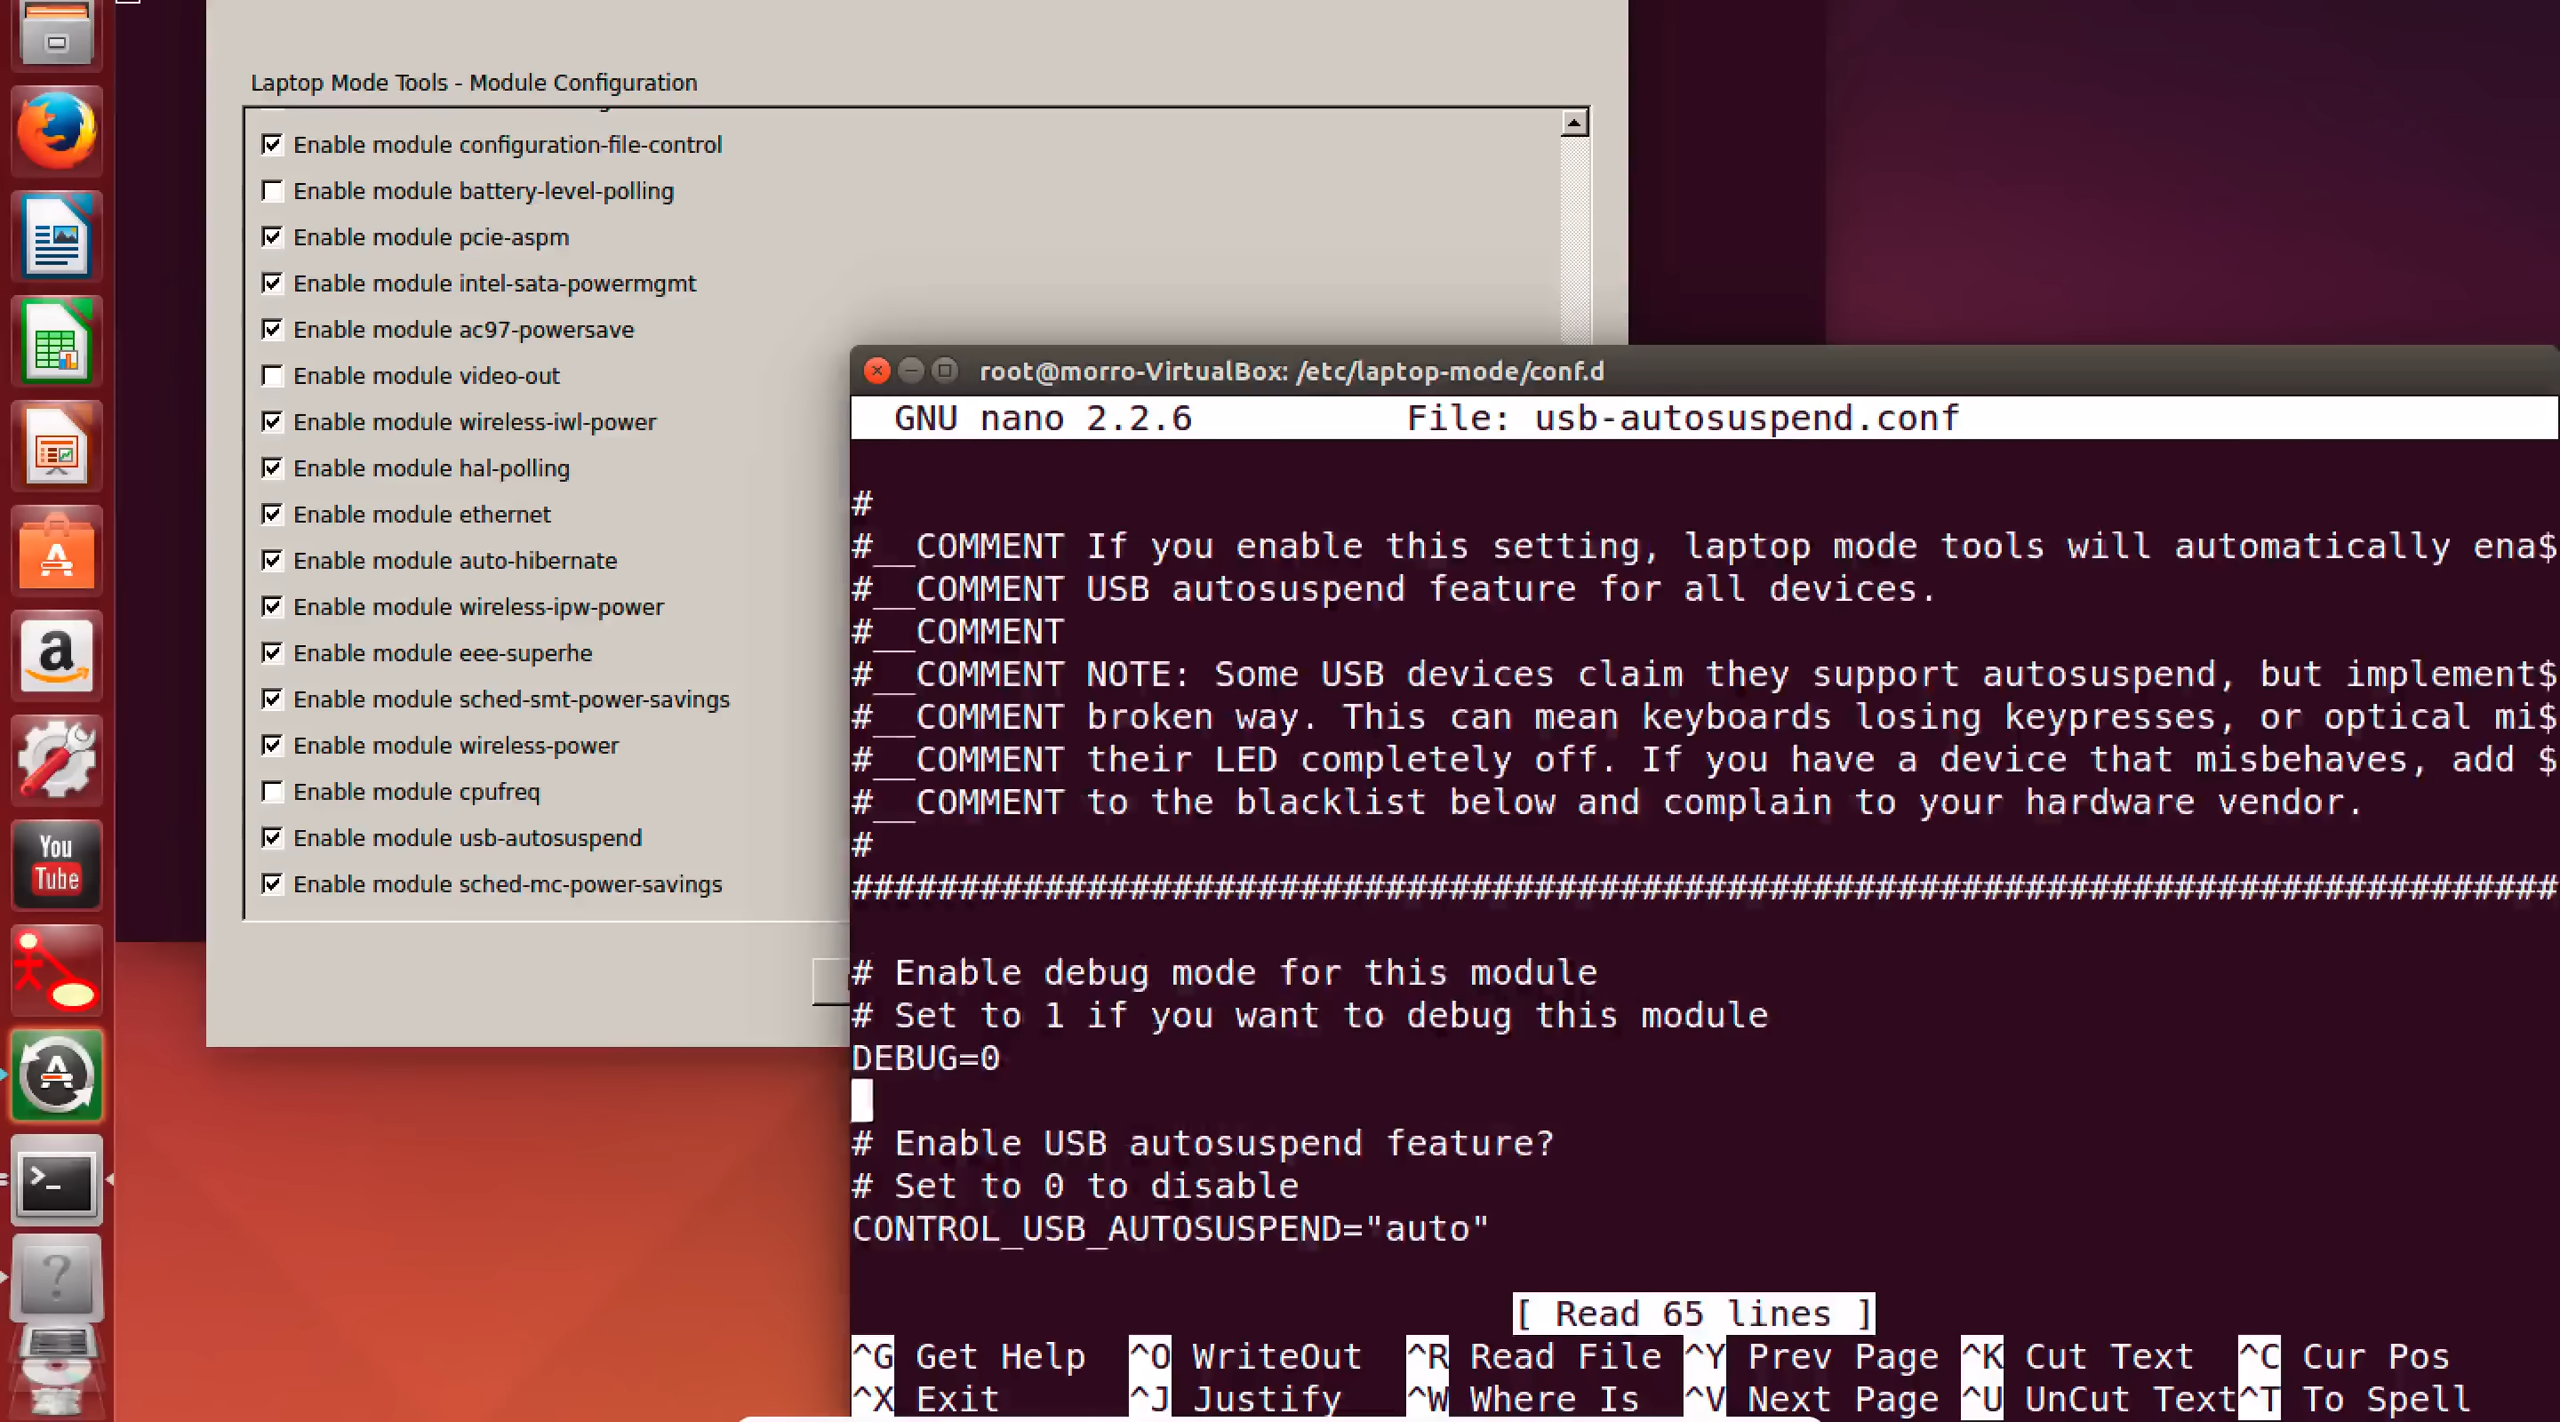 Laptop Mode Tools - Module Configuration
Enable module configuration-file-control
Enable module battery-level-polling
Enable module pcie-aspm
Enable module intel-sata-powermgmt
Enable module ac97-powersave
Enable module video-out
Enable module wireless-iwl-power
Enable module hal-polling
Enable module ethernet
Enable module auto-hibernate
Enable module wireless-ipw-power
Enable module eee-superhe
Enable module sched-smt-power-savings
Enable module wireless-power
Enable module cpufreq
Enable module usb-autosuspend
Enable module sched-mc-power-savings
a
You
Tube
>_
?
root@morro-VirtualBox: /etc/laptop-mode/conf.d
GNU nano 2.2.6 File: usb-autosuspend.conf
#
#__COMMENT If you enable this setting, laptop mode tools will automatically ena$
#__COMMENT USB autosuspend feature for all devices.
#__COMMENT
#__COMMENT NOTE: Some USB devices claim they support autosuspend, but implement$
#__COMMENT broken way. This can mean keyboards losing keypresses, or optical mi$
#__COMMENT their LED completely off. If you have a device that misbehaves, add $
#__COMMENT to the blacklist below and complain to your hardware vendor.
#
################################################################################
# Enable debug mode for this module
# Set to 1 if you want to debug this module
DEBUG=0
# Enable USB autosuspend feature?
# Set to 0 to disable
CONTROL_USB_AUTOSUSPEND="auto"
[ Read 65 lines ]
^G Get Help ^O WriteOut ^R Read File ^Y Prev Page ^K Cut Text ^C Cur Pos
^X Exit ^J Justify ^W Where Is ^V Next Page ^U UnCut Text^T To Spell